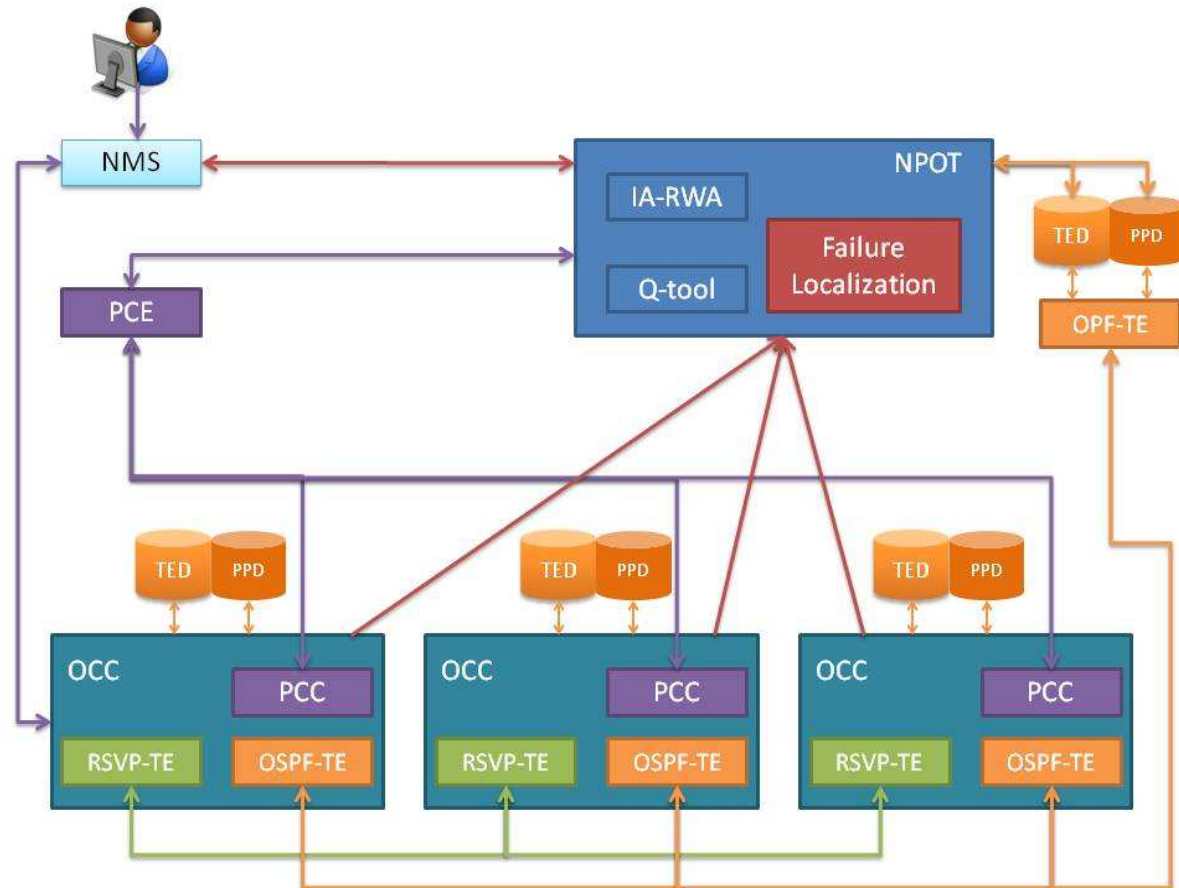 NMS
NPOT
IA-RWA
Failure
Localization
Q-tool
TED
PPD
OPF-TE
PCE
TED
PPD
TED
PPD
TED
PPD
OCC
PCC
RSVP-TE
OSPF-TE
OCC
PCC
RSVP-TE
OSPF-TE
OCC
PCC
RSVP-TE
OSPF-TE